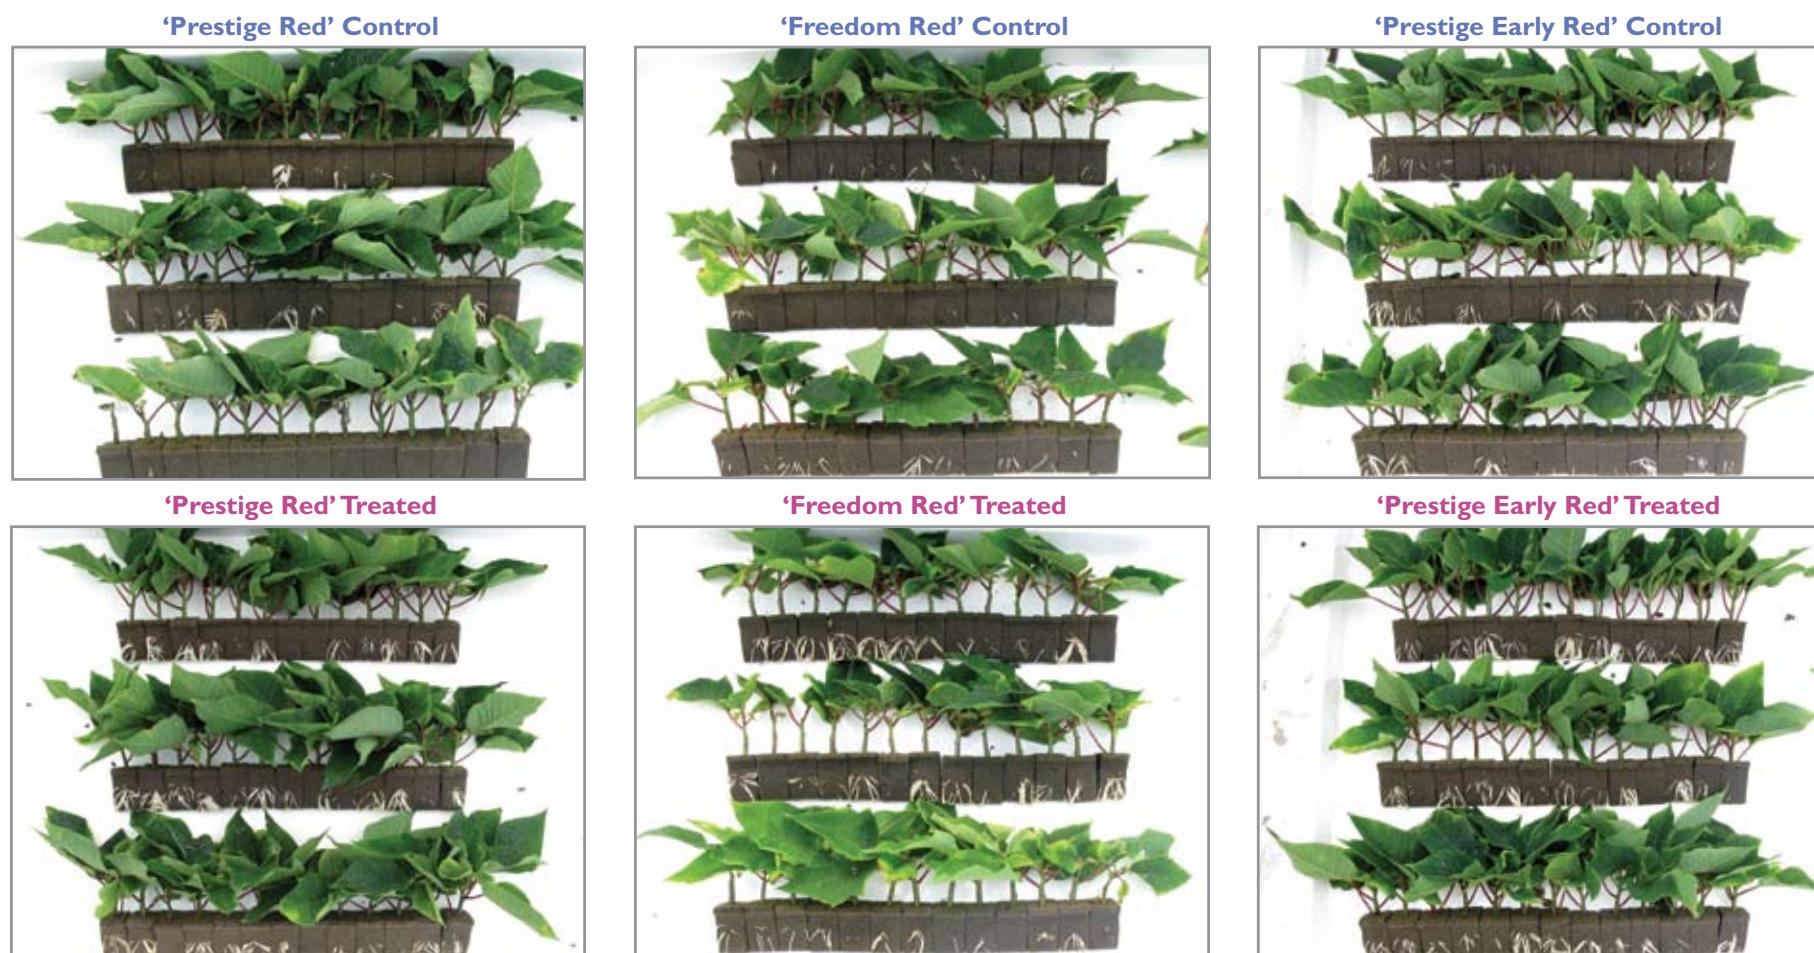 ‘Prestige Red’ Control
‘Freedom Red’ Control
‘Prestige Early Red’ Control
‘Prestige Red’ Treated
‘Freedom Red’ Treated
‘Prestige Early Red’ Treated